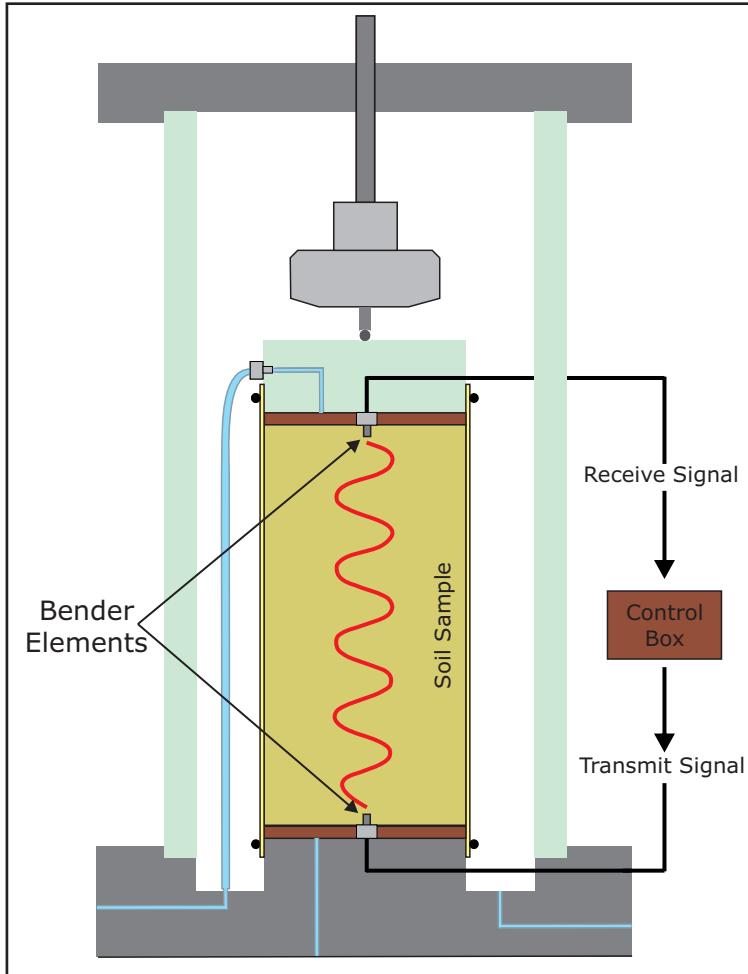 Receive Signal
Bender
Elements
Soil Sample
Control
Box
Transmit Signal